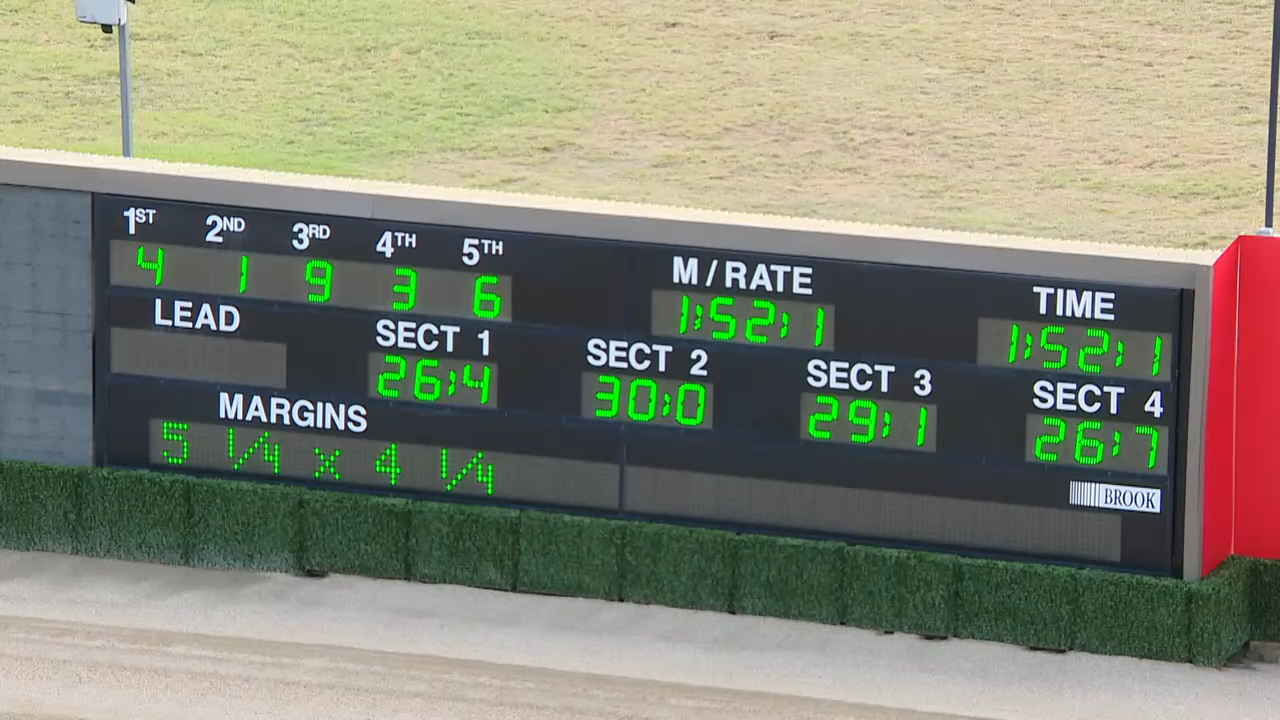 1ST 2ND 3RD 4TH 5TH
4 1 9 3 6
M/RATE
1:52:1
TIME
1:52:1
LEAD
SECT 1
26:4
SECT 2
30:0
SECT 3
29:1
SECT 4
26:7
MARGINS
5 1/4 x 4 1/4
BROOK